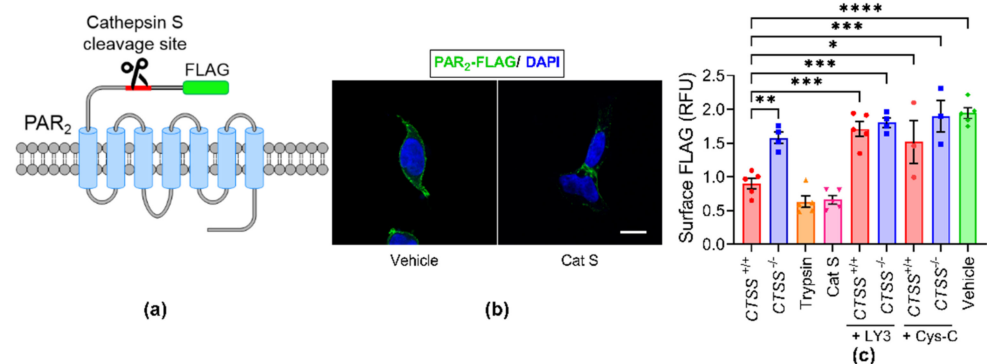 Cathepsin S
cleavage site
FLAG
PAR2
(a)
PAR2-FLAG/ DAPI
Vehicle
Cat S
(b)
****
***
*
***
***
**
Surface FLAG (RFU)
2.5
2.0
1.5
1.0
0.5
0.0
CTSS +/+
CTSS -/-
Trypsin
Cat S
CTSS +/+
CTSS -/-
CTSS +/+
CTSS -/-
Vehicle
+ LY3
+ Cys-C
(c)